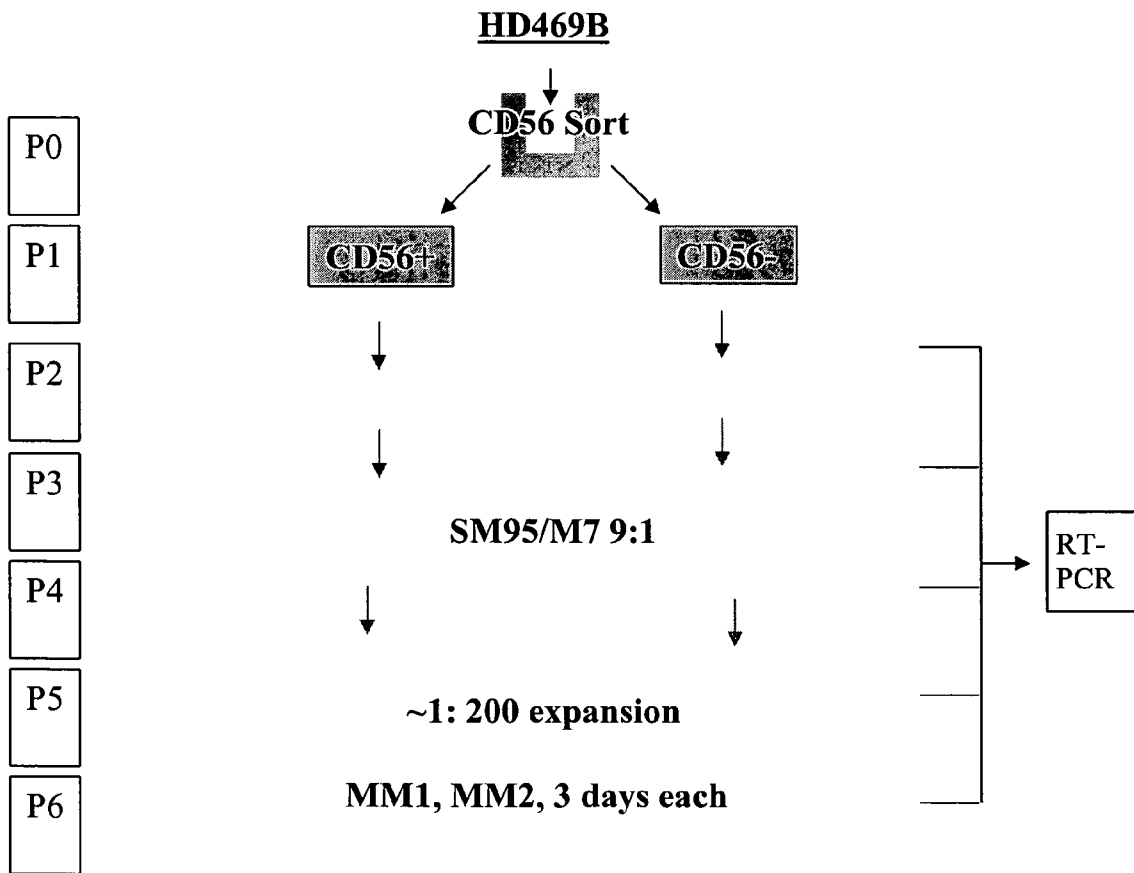 HD469B
CD56 Sort
P0
P1
CD56+
CD56-
P2
P3
SM95/M7 9:1
RT-
PCR
P4
P5
~1: 200 expansion
P6
MM1, MM2, 3 days each